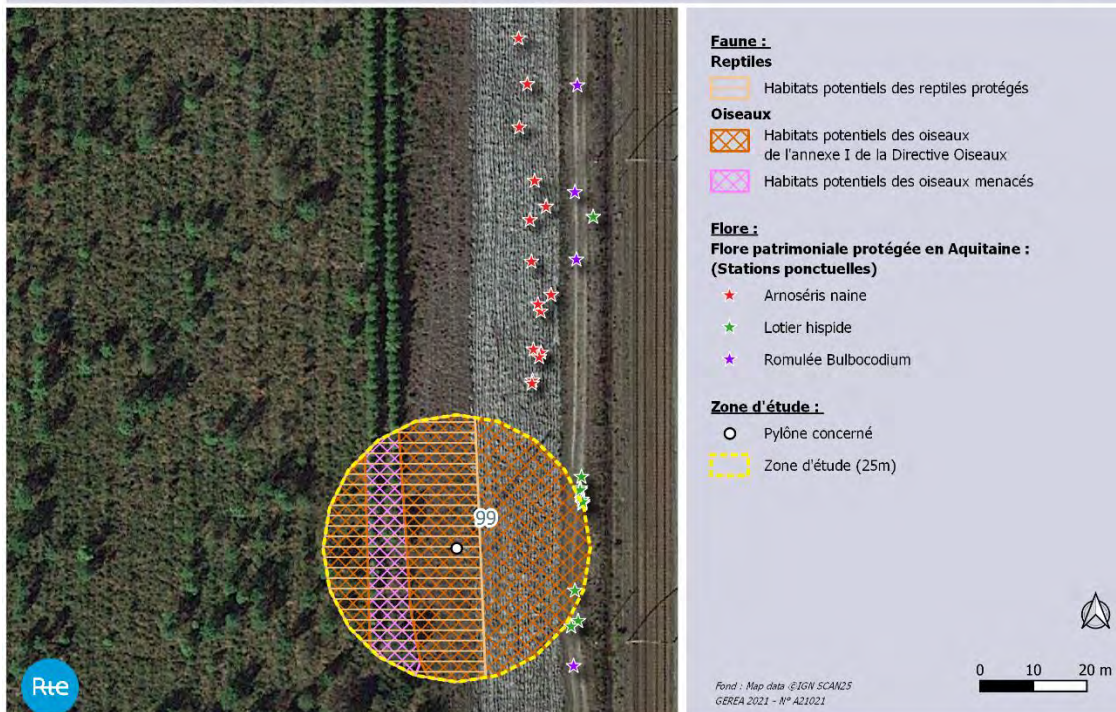 99
Rte
Faune :
Reptiles
Habitats potentiels des reptiles protégés
Oiseaux
Habitats potentiels des oiseaux
de l'annexe I de la Directive Oiseaux
Habitats potentiels des oiseaux menacés
Flore :
Flore patrimoniale protégée en Aquitaine :
(Stations ponctuelles)
Arnoséris naine
Lotier hispide
Romulée Bulbocodium
Zone d'étude :
Pylône concerné
Zone d'étude (25m)
0 10 20 m
Fond : Map data ©IGN SCAN25
GEREA 2021 - N° A21021